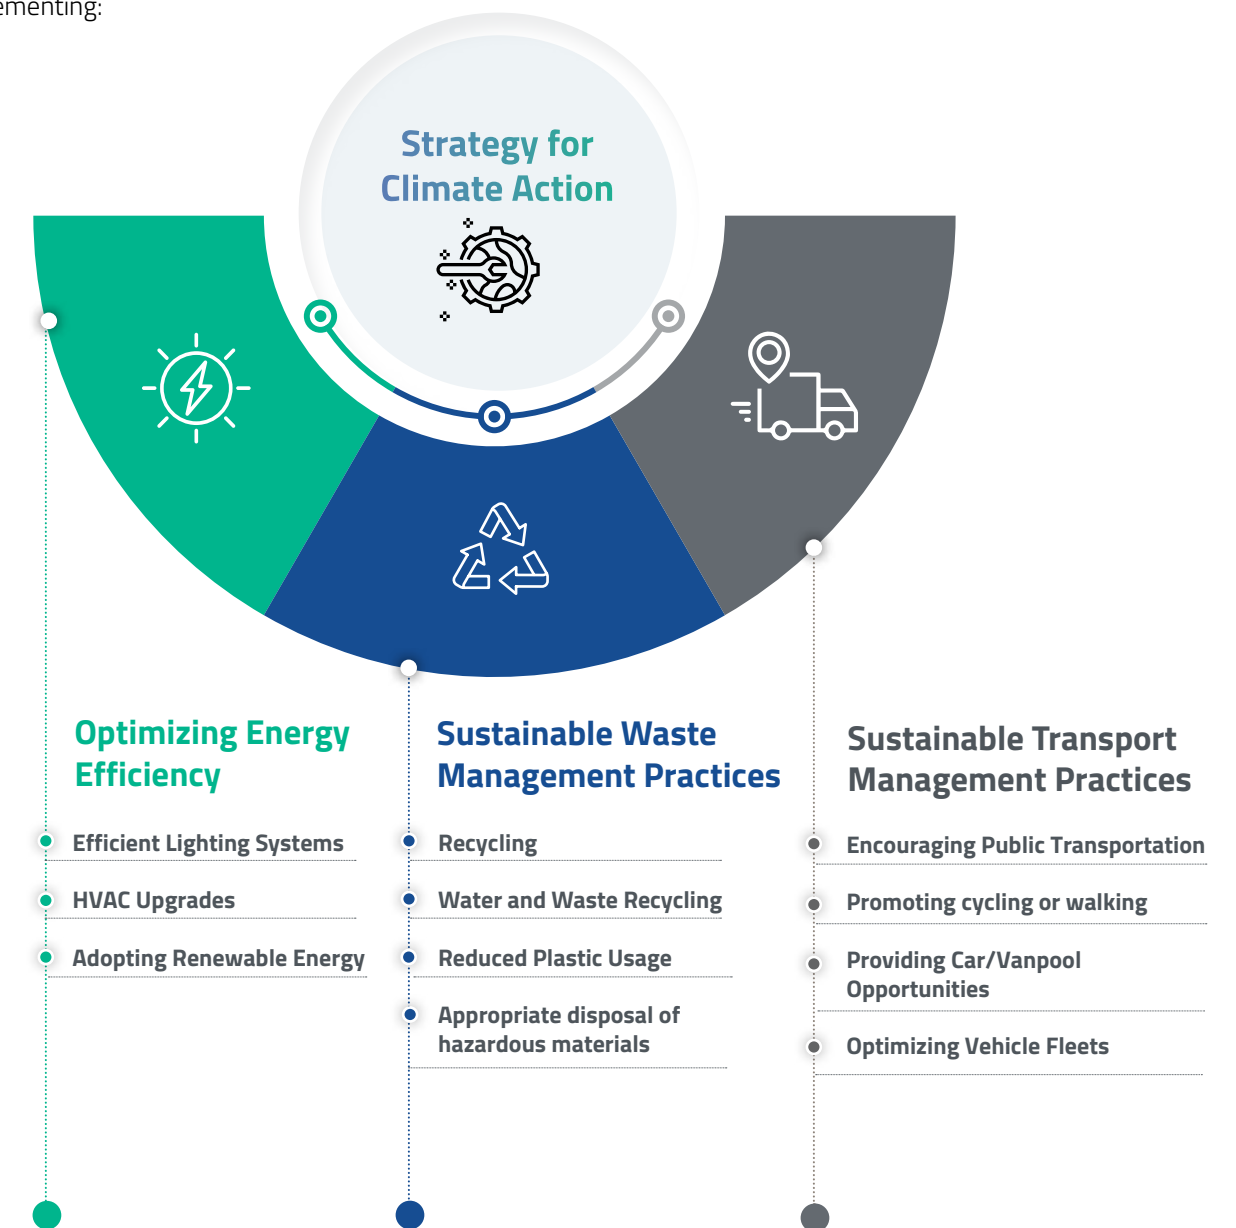 ementing:
Strategy for
Climate Action
Optimizing Energy
Efficiency
Efficient Lighting Systems
HVAC Upgrades
Adopting Renewable Energy
Sustainable Waste
Management Practices
Recycling
Water and Waste Recycling
Reduced Plastic Usage
Appropriate disposal of
hazardous materials
Sustainable Transport
Management Practices
Encouraging Public Transportation
Promoting cycling or walking
Providing Car/Vanpool
Opportunities
Optimizing Vehicle Fleets